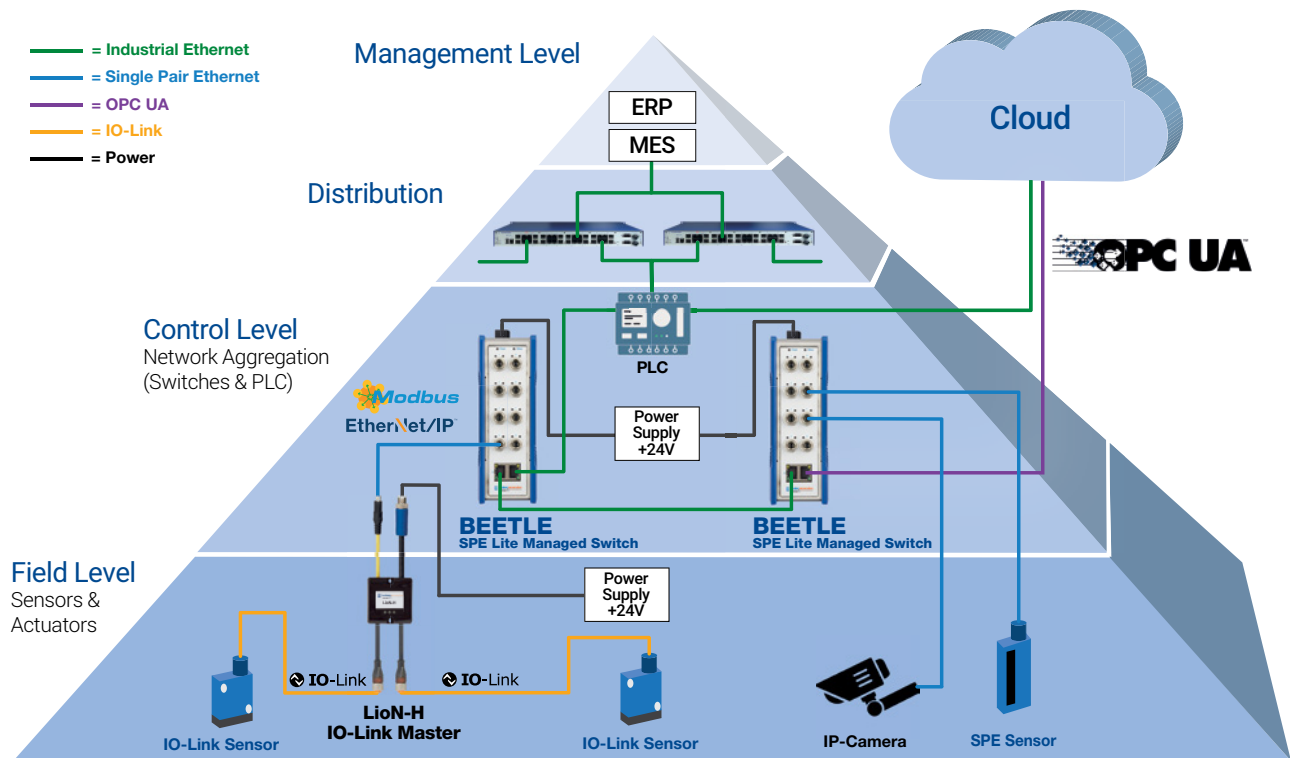 = Industrial Ethernet
= Single Pair Ethernet
= OPC UA
= IO-Link
= Power
Management Level
ERP
MES
Cloud
Distribution
OPC UA
Control Level
Network Aggregation
(Switches & PLC)
PLC
Modbus
EtherNet/IP
Power
Supply
+24V
BEETLE
SPE Lite Managed Switch
BEETLE
SPE Lite Managed Switch
Field Level
Sensors &
Actuators
Power
Supply
+24V
IO-Link
IO-Link
LioN-H
IO-Link Master
IO-Link Sensor
IO-Link Sensor
IP-Camera
SPE Sensor